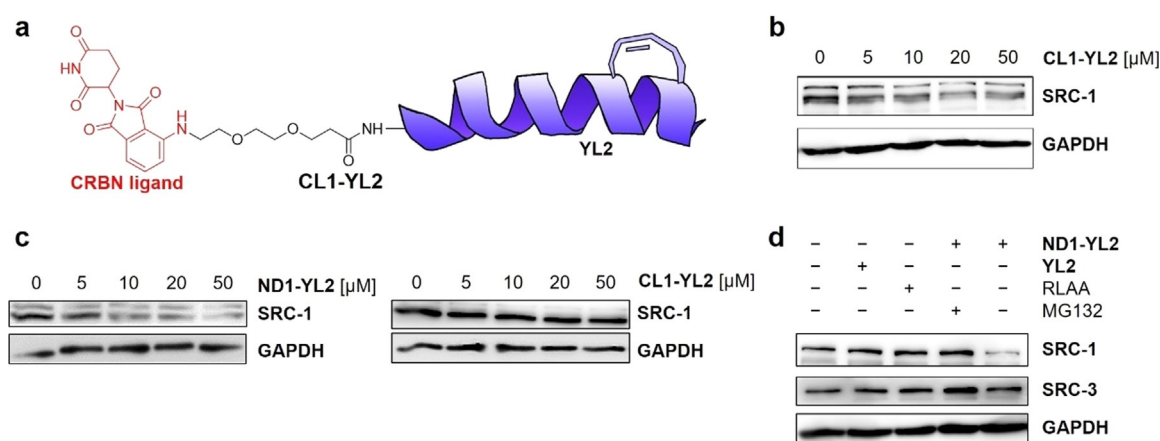 a
O
O
NH
O
N
O
O
NH
O
O
O
NH
CRBN ligand
CL1-YL2
YL2
b
0 5 10 20 50 CL1-YL2 [μM]
SRC-1
GAPDH
c
0 5 10 20 50 ND1-YL2 [μM]
SRC-1
GAPDH
0 5 10 20 50 CL1-YL2 [μM]
SRC-1
GAPDH
d
– – – + + ND1-YL2
– + – – – YL2
– – + – – RLAA
– – – + – MG132
SRC-1
SRC-3
GAPDH